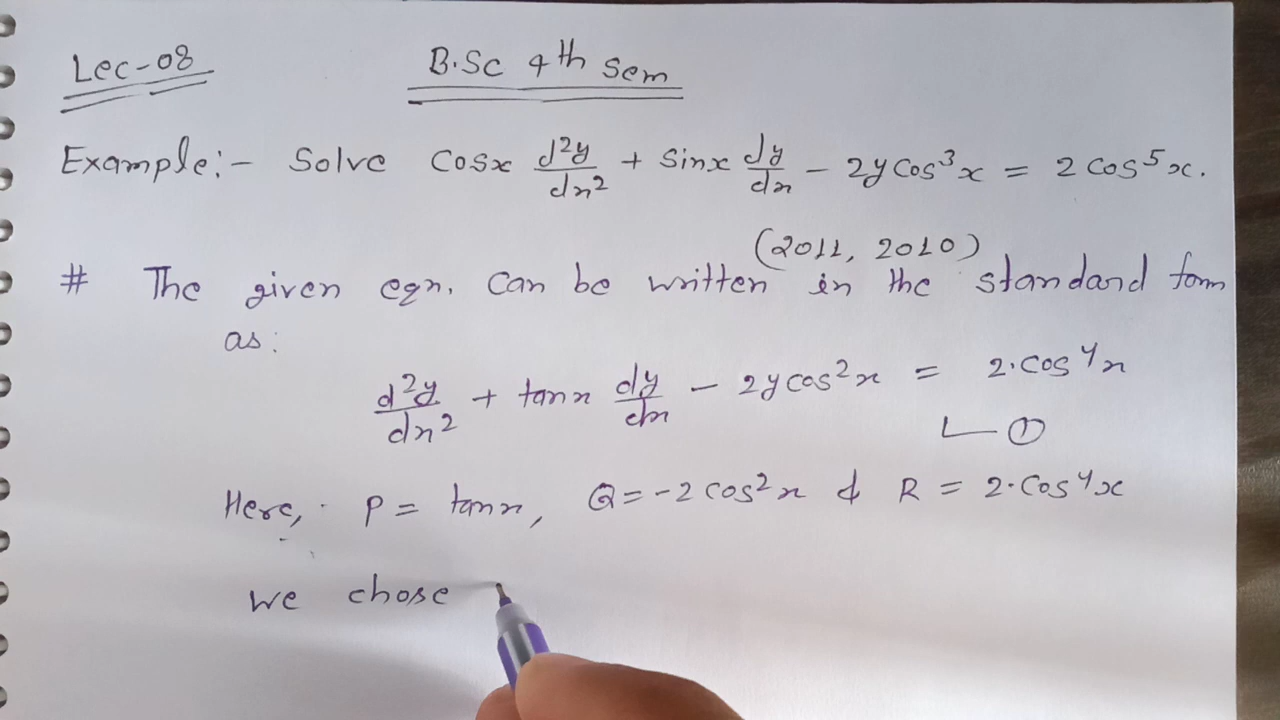 Lec-08
B.Sc 4th Sem
Example:- Solve cosx d²y/dx² + sinx dy/dx - 2y cos³x = 2 cos⁵x.
(2011, 2010)
# The given eqn. can be written in the standard form
as:
d²y/dx² + tanx dy/dx - 2y cos²x = 2·cos⁴x
①
Here, P = tanx, Q = -2 cos²x & R = 2·cos⁴x
we chose